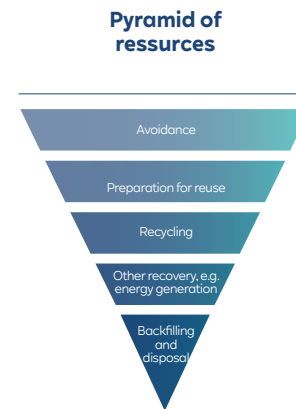 Pyramid of
ressources
Avoidance
Preparation for reuse
Recycling
Other recovery, e.g.
energy generation
Backfilling
and
disposal